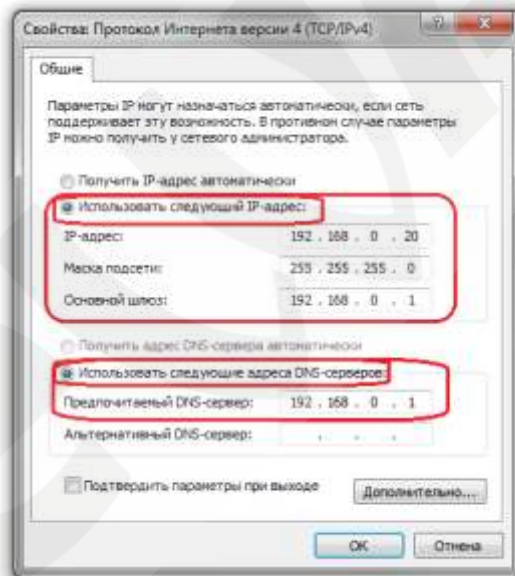 Свойства: Протокол Интернета версии 4 (TCP/IPv4)
Общие
Параметры IP могут назначаться автоматически, если сеть
поддерживает эту возможность. В противном случае параметры
IP можно получить у сетевого администратора.
Получить IP-адрес автоматически
Использовать следующий IP-адрес:
IP-адрес: 192 . 168 . 0 . 20
Маска подсети: 255 . 255 . 255 . 0
Основной шлюз: 192 . 168 . 0 . 1
Получить адрес DNS-сервера автоматически
Использовать следующие адреса DNS-серверов:
Предпочитаемый DNS-сервер: 192 . 168 . 0 . 1
Альтернативный DNS-сервер: . . .
Подтвердить параметры при выходе
Дополнительно...
ОК Отмена